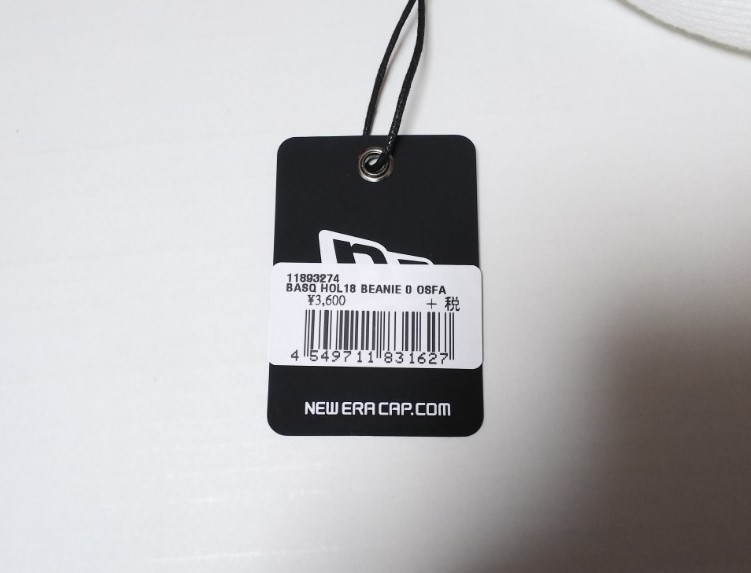 11893274
BASQ HOL18 BEANIE 0 OSFA
¥3,600 + 税
4 549711 831627
NEW ERA CAP.COM